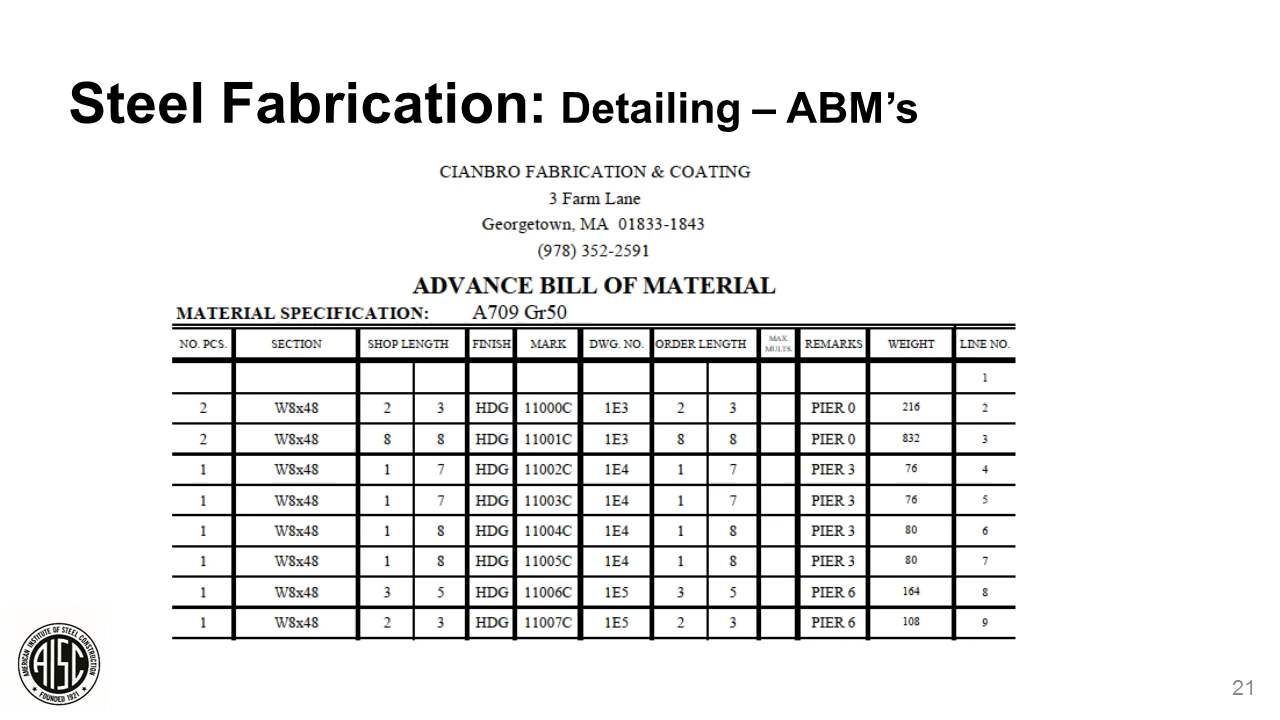 Steel Fabrication: Detailing – ABM’s
CIANBRO FABRICATION & COATING
3 Farm Lane
Georgetown, MA 01833-1843
(978) 352-2591
ADVANCE BILL OF MATERIAL
MATERIAL SPECIFICATION: A709 Gr50
NO. PCS. SECTION SHOP LENGTH FINISH MARK DWG. NO. ORDER LENGTH MAX. MULTS. REMARKS WEIGHT LINE NO.
1
2 W8x48 2 3 HDG 11000C 1E3 2 3 PIER 0 216 2
2 W8x48 8 8 HDG 11001C 1E3 8 8 PIER 0 832 3
1 W8x48 1 7 HDG 11002C 1E4 1 7 PIER 3 76 4
1 W8x48 1 7 HDG 11003C 1E4 1 7 PIER 3 76 5
1 W8x48 1 8 HDG 11004C 1E4 1 8 PIER 3 80 6
1 W8x48 1 8 HDG 11005C 1E4 1 8 PIER 3 80 7
1 W8x48 3 5 HDG 11006C 1E5 3 5 PIER 6 164 8
1 W8x48 2 3 HDG 11007C 1E5 2 3 PIER 6 108 9
AMERICAN INSTITUTE OF STEEL CONSTRUCTION
AISC
FOUNDED 1921
21